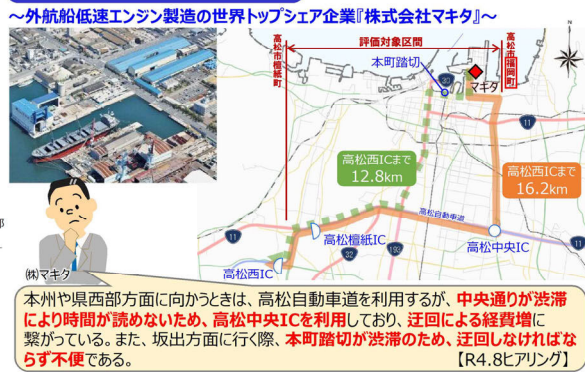 ～外航船低速エンジン製造の世界トップシェア企業『株式会社マキタ』～
評価対象区間
高松市檀紙町
高松市福岡町
本町踏切
30
マキタ
11
高松西ICまで
12.8km
高松西ICまで
16.2km
高松自動車道
高松檀紙IC
高松中央IC
高松西IC
11
32
193
11
部
㈱マキタ
本州や県西部方面に向かうときは、高松自動車道を利用するが、中央通りが渋滞
により時間が読めないため、高松中央ICを利用しており、迂回による経費増に
繋がっている。また、坂出方面に行く際、本町踏切が渋滞のため、迂回しなければな
らず不便である。
【R4.8ヒアリング】